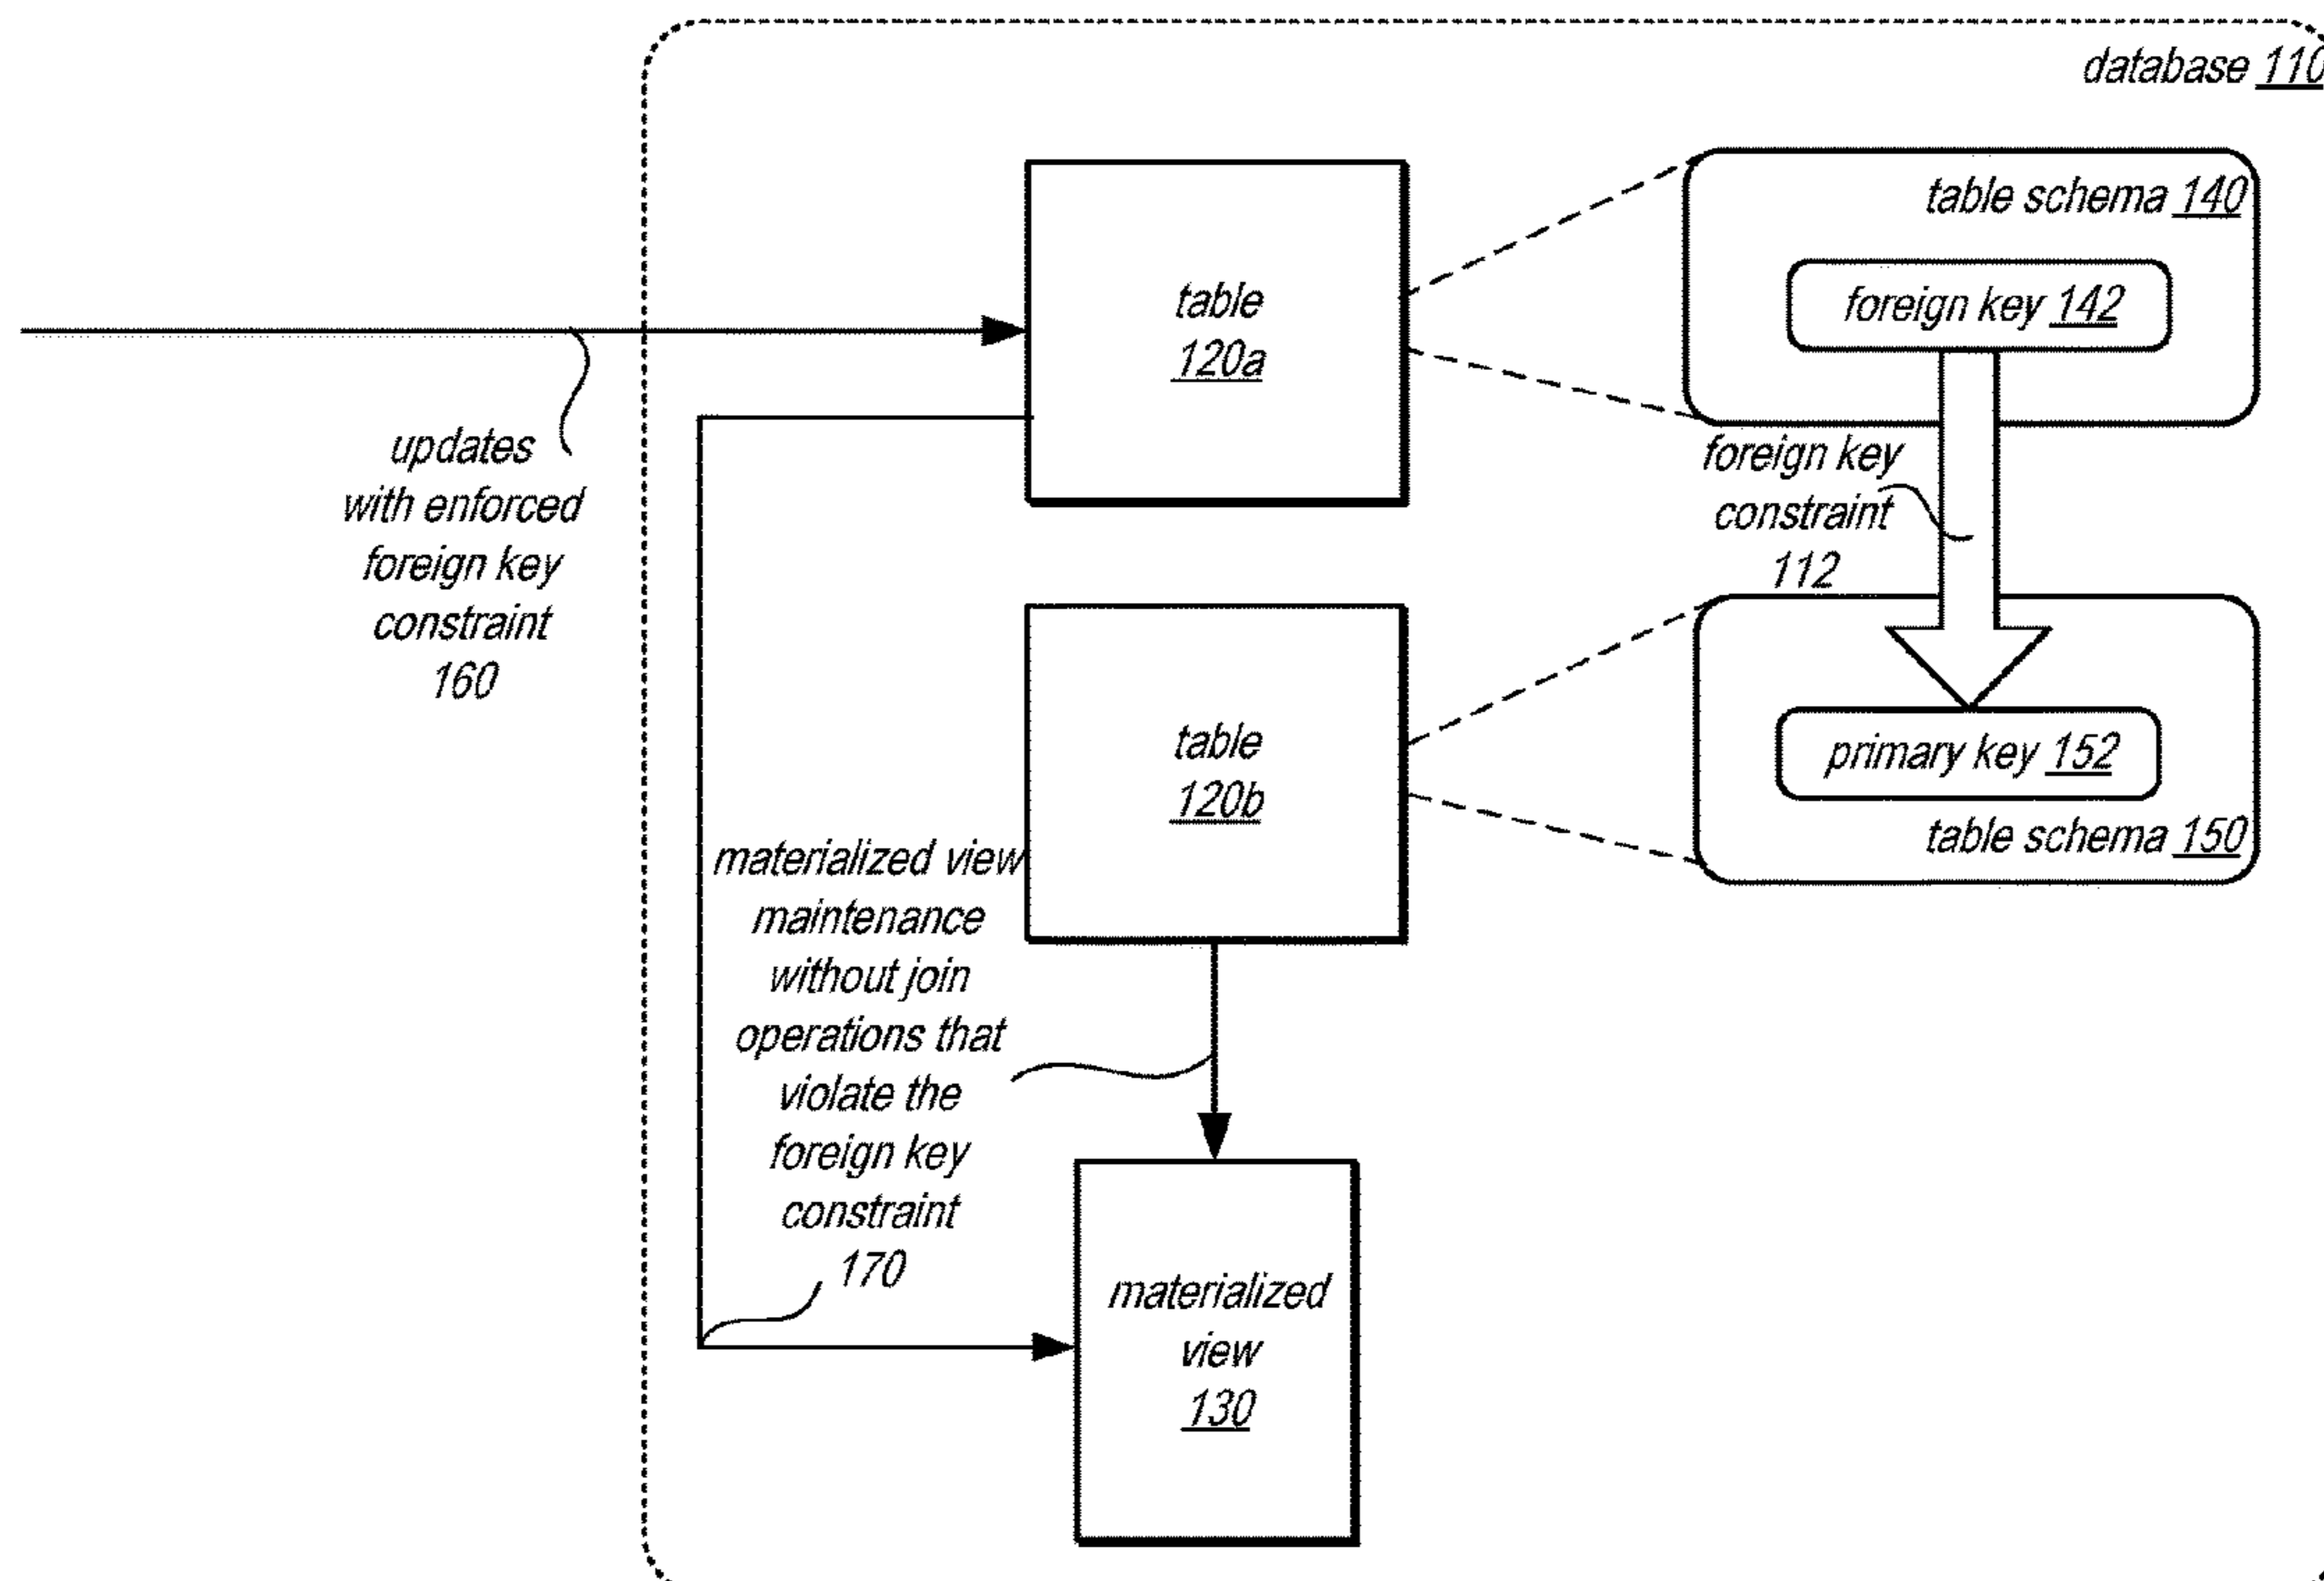 database 110
table schema 140
foreign key 142
table
120a
updates
with enforced
foreign key
constraint
160
foreign key
constraint
112
table
120b
primary key 152
table schema 150
materialized view
maintenance
without join
operations that
violate the
foreign key
constraint
170
materialized
view
130